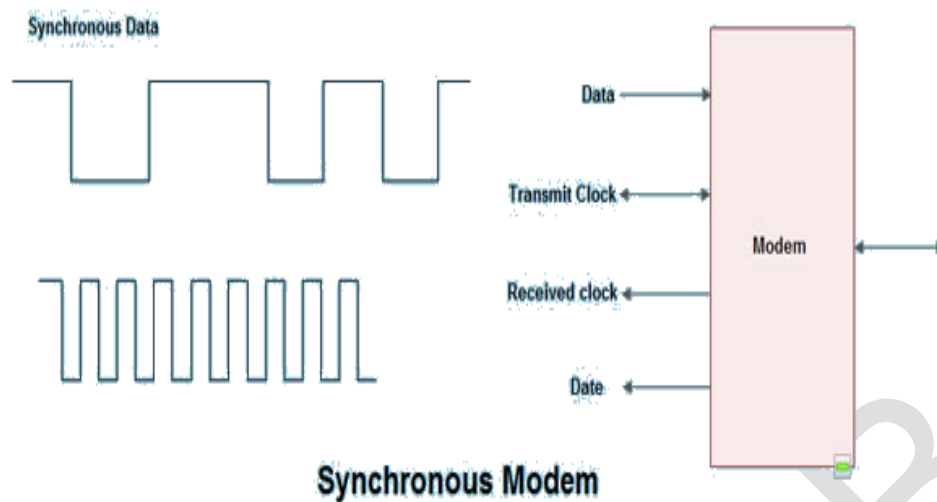 Synchronous Data
Data
Transmit Clock
Modem
Received clock
Date
Synchronous Modem